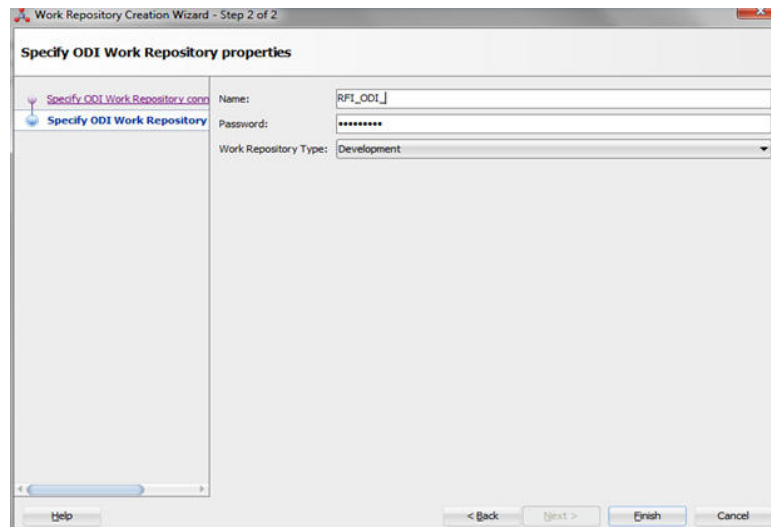 Work Repository Creation Wizard - Step 2 of 2
Specify ODI Work Repository properties
Specify ODI Work Repository conn
Specify ODI Work Repository
Name: RFI_ODI_
Password: •••••••••
Work Repository Type: Development
Help < Back Next > Finish Cancel